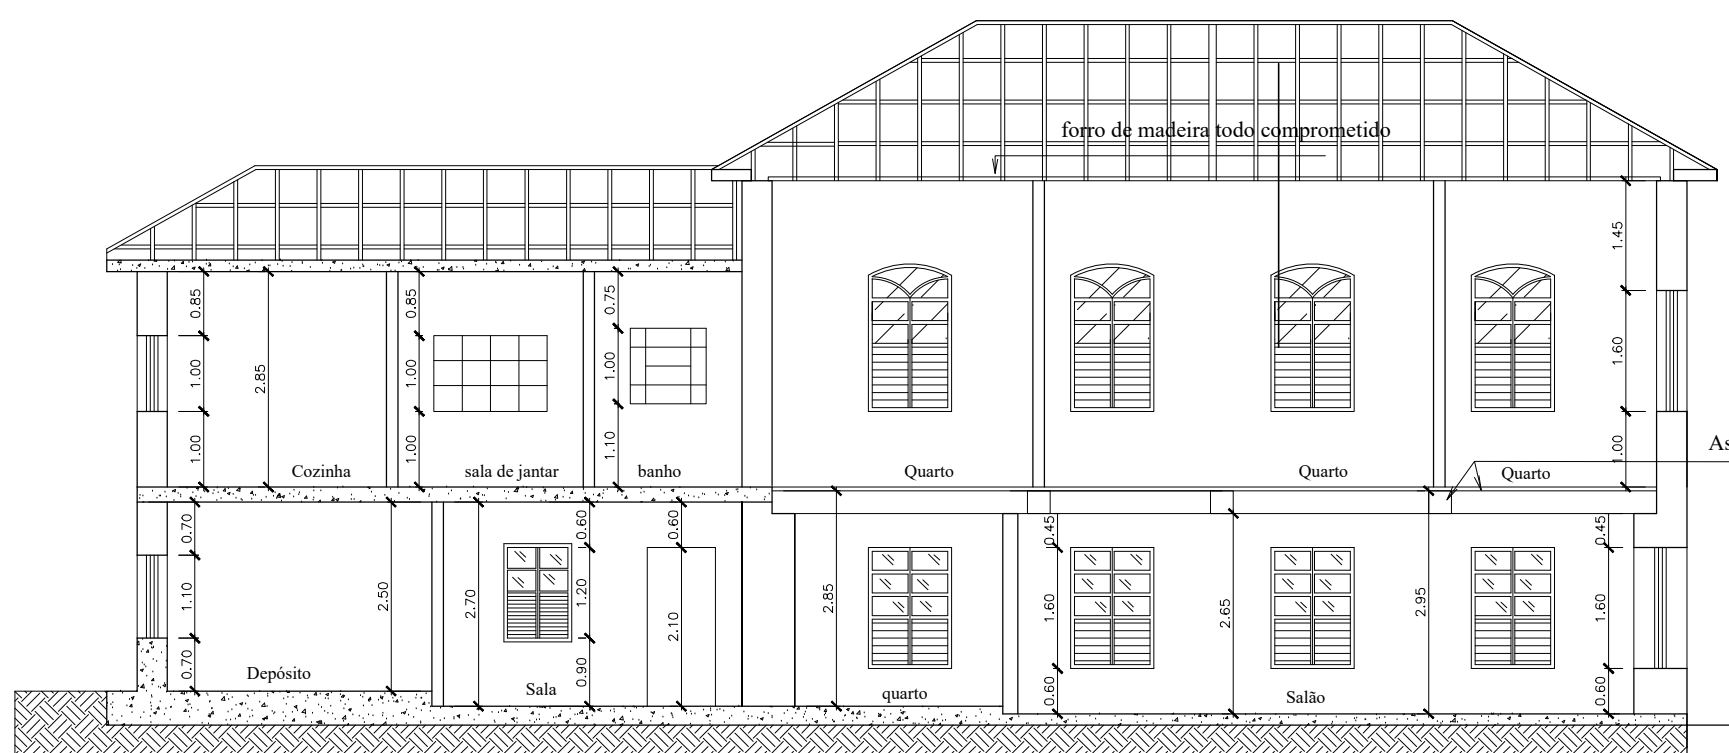 forro de madeira todo comprometido
1.45
0.85
0.85
0.75
1.00
1.00
1.00
2.85
1.60
1.00
1.00
1.10
1.00
As
Cozinha
sala de jantar
banho
Quarto
Quarto
Quarto
0.70
0.60
0.60
0.45
0.45
1.10
2.50
2.70
1.20
2.10
2.85
1.60
2.65
2.95
1.60
0.70
0.90
0.60
0.60
Depósito
Sala
quarto
Salão